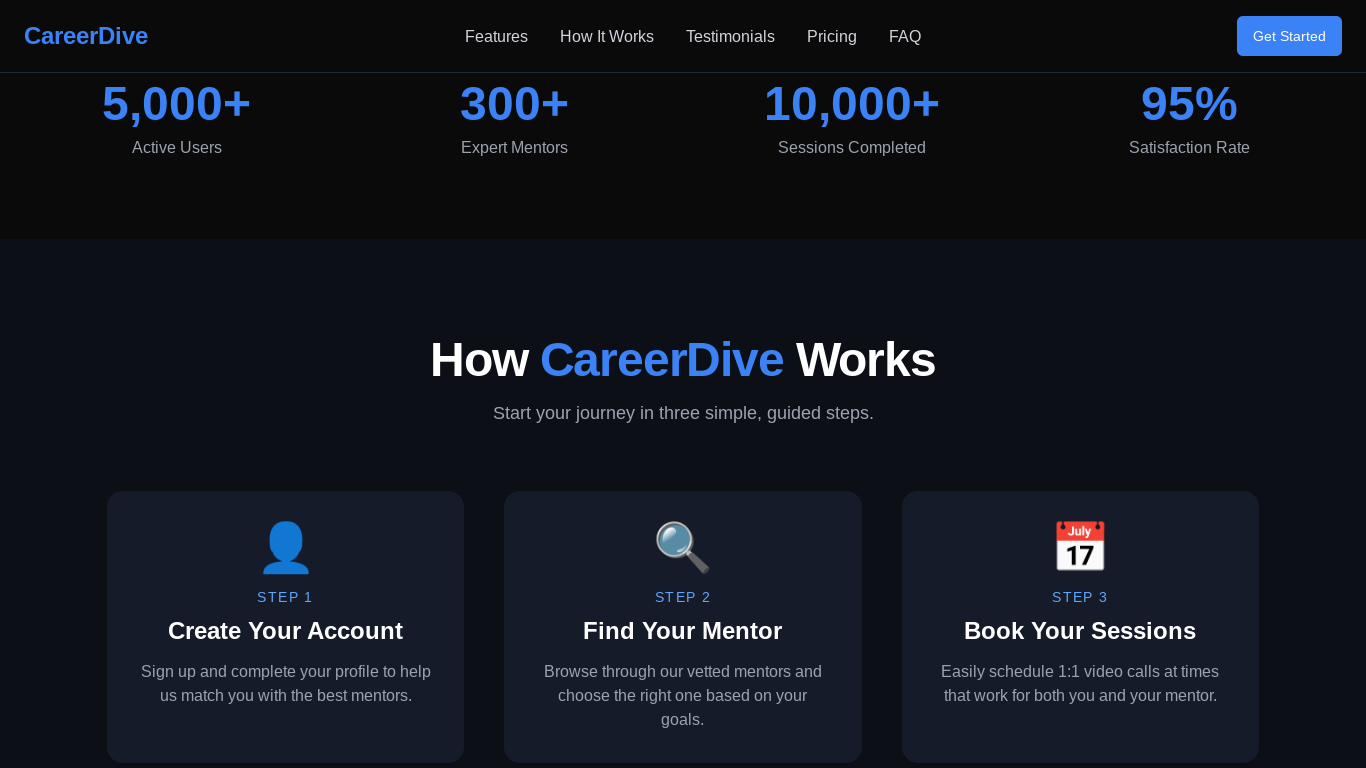 CareerDive
Features
How It Works
Testimonials
Pricing
FAQ
Get Started
5,000+
Active Users
300+
Expert Mentors
10,000+
Sessions Completed
95%
Satisfaction Rate
How CareerDive Works
Start your journey in three simple, guided steps.
STEP 1
Create Your Account
Sign up and complete your profile to help
us match you with the best mentors.
STEP 2
Find Your Mentor
Browse through our vetted mentors and
choose the right one based on your
goals.
July
17
STEP 3
Book Your Sessions
Easily schedule 1:1 video calls at times
that work for both you and your mentor.